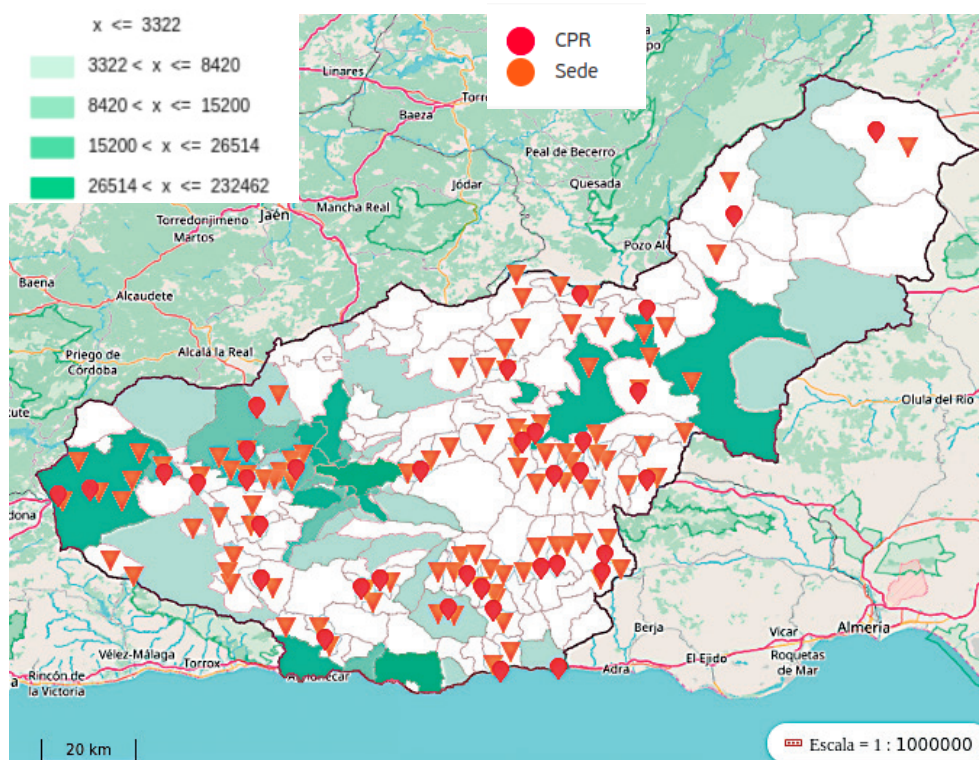 x <= 3322
3322 < x <= 8420
8420 < x <= 15200
15200 < x <= 26514
26514 < x <= 232462
CPR
Sede
Linares
Baeza
Peal de Becerro
Jódar
Quesada
Mancha Real
Jaén
Torredonjimeno
Martos
Baena
Alcaudete
Priego de
Córdoba
Alcalá la Real
Olula del Río
Berja
Vícar
Almería
El Ejido
Roquetas
de Mar
Adra
Vélez-Málaga
Torrox
Rincón de
la Victoria
20 km
Escala = 1 : 1000000